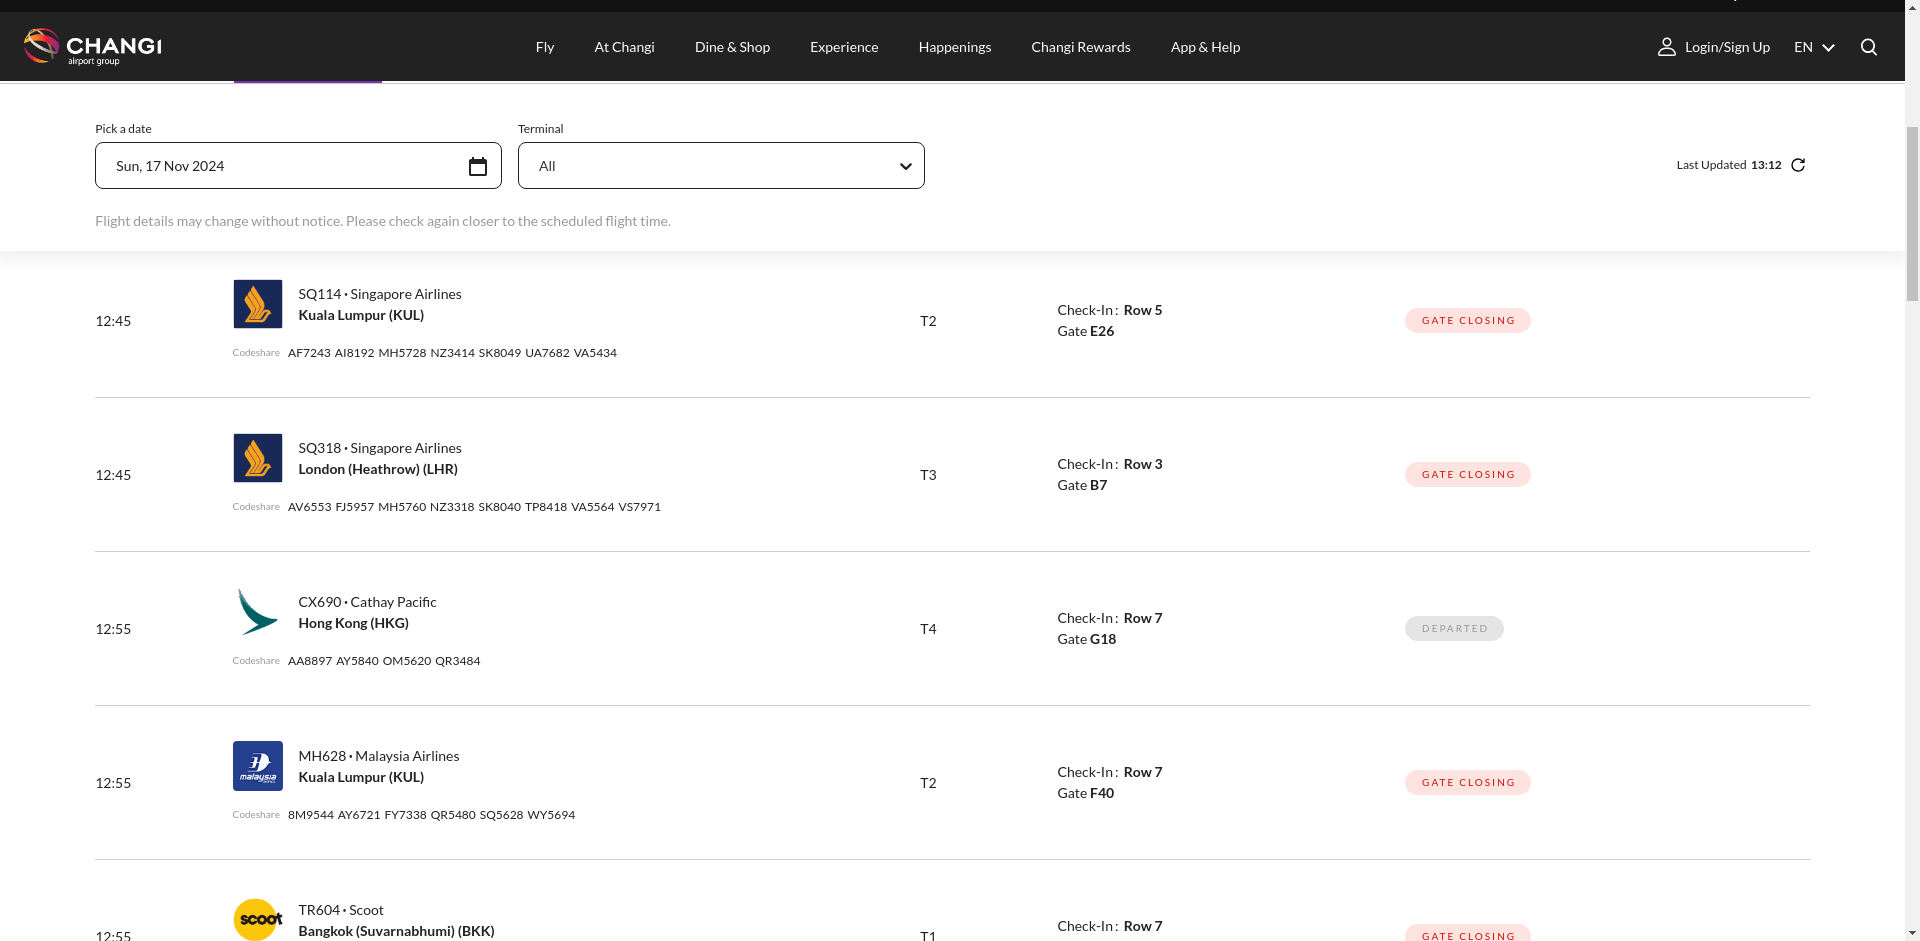 CHANGI
airport group
Fly
At Changi
Dine & Shop
Experience
Happenings
Changi Rewards
App & Help
Login/Sign Up
EN
Pick a date
Sun, 17 Nov 2024
Terminal
All
Last Updated 13:12
Flight details may change without notice. Please check again closer to the scheduled flight time.
12:45
SQ114 • Singapore Airlines
Kuala Lumpur (KUL)
Codeshare AF7243 AI8192 MH5728 NZ3414 SK8049 UA7682 VA5434
T2
Check-In : Row 5
Gate E26
GATE CLOSING
12:45
SQ318 • Singapore Airlines
London (Heathrow) (LHR)
Codeshare AV6553 FJ5957 MH5760 NZ3318 SK8040 TP8418 VA5564 VS7971
T3
Check-In : Row 3
Gate B7
GATE CLOSING
12:55
CX690 • Cathay Pacific
Hong Kong (HKG)
Codeshare AA8897 AY5840 OM5620 QR3484
T4
Check-In : Row 7
Gate G18
DEPARTED
12:55
malaysia
MH628 • Malaysia Airlines
Kuala Lumpur (KUL)
Codeshare 8M9544 AY6721 FY7338 QR5480 SQ5628 WY5694
T2
Check-In : Row 7
Gate F40
GATE CLOSING
12:55
scoot
TR604 • Scoot
Bangkok (Suvarnabhumi) (BKK)
T1
Check-In : Row 7
GATE CLOSING